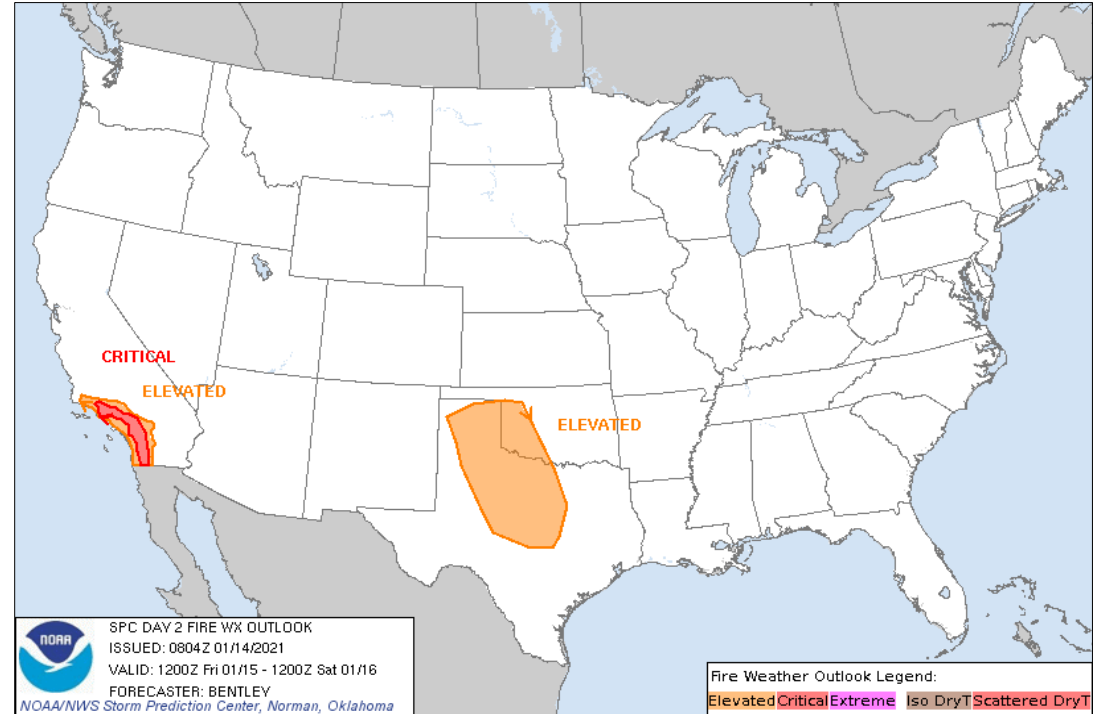 CRITICAL
ELEVATED
ELEVATED
NOAA
SPC DAY 2 FIRE WX OUTLOOK
ISSUED: 0804Z 01/14/2021
VALID: 1200Z Fri 01/15 - 1200Z Sat 01/16
FORECASTER: BENTLEY
NOAA/NWS Storm Prediction Center, Norman, Oklahoma
Fire Weather Outlook Legend:
Elevated Critical Extreme Iso DryT Scattered DryT